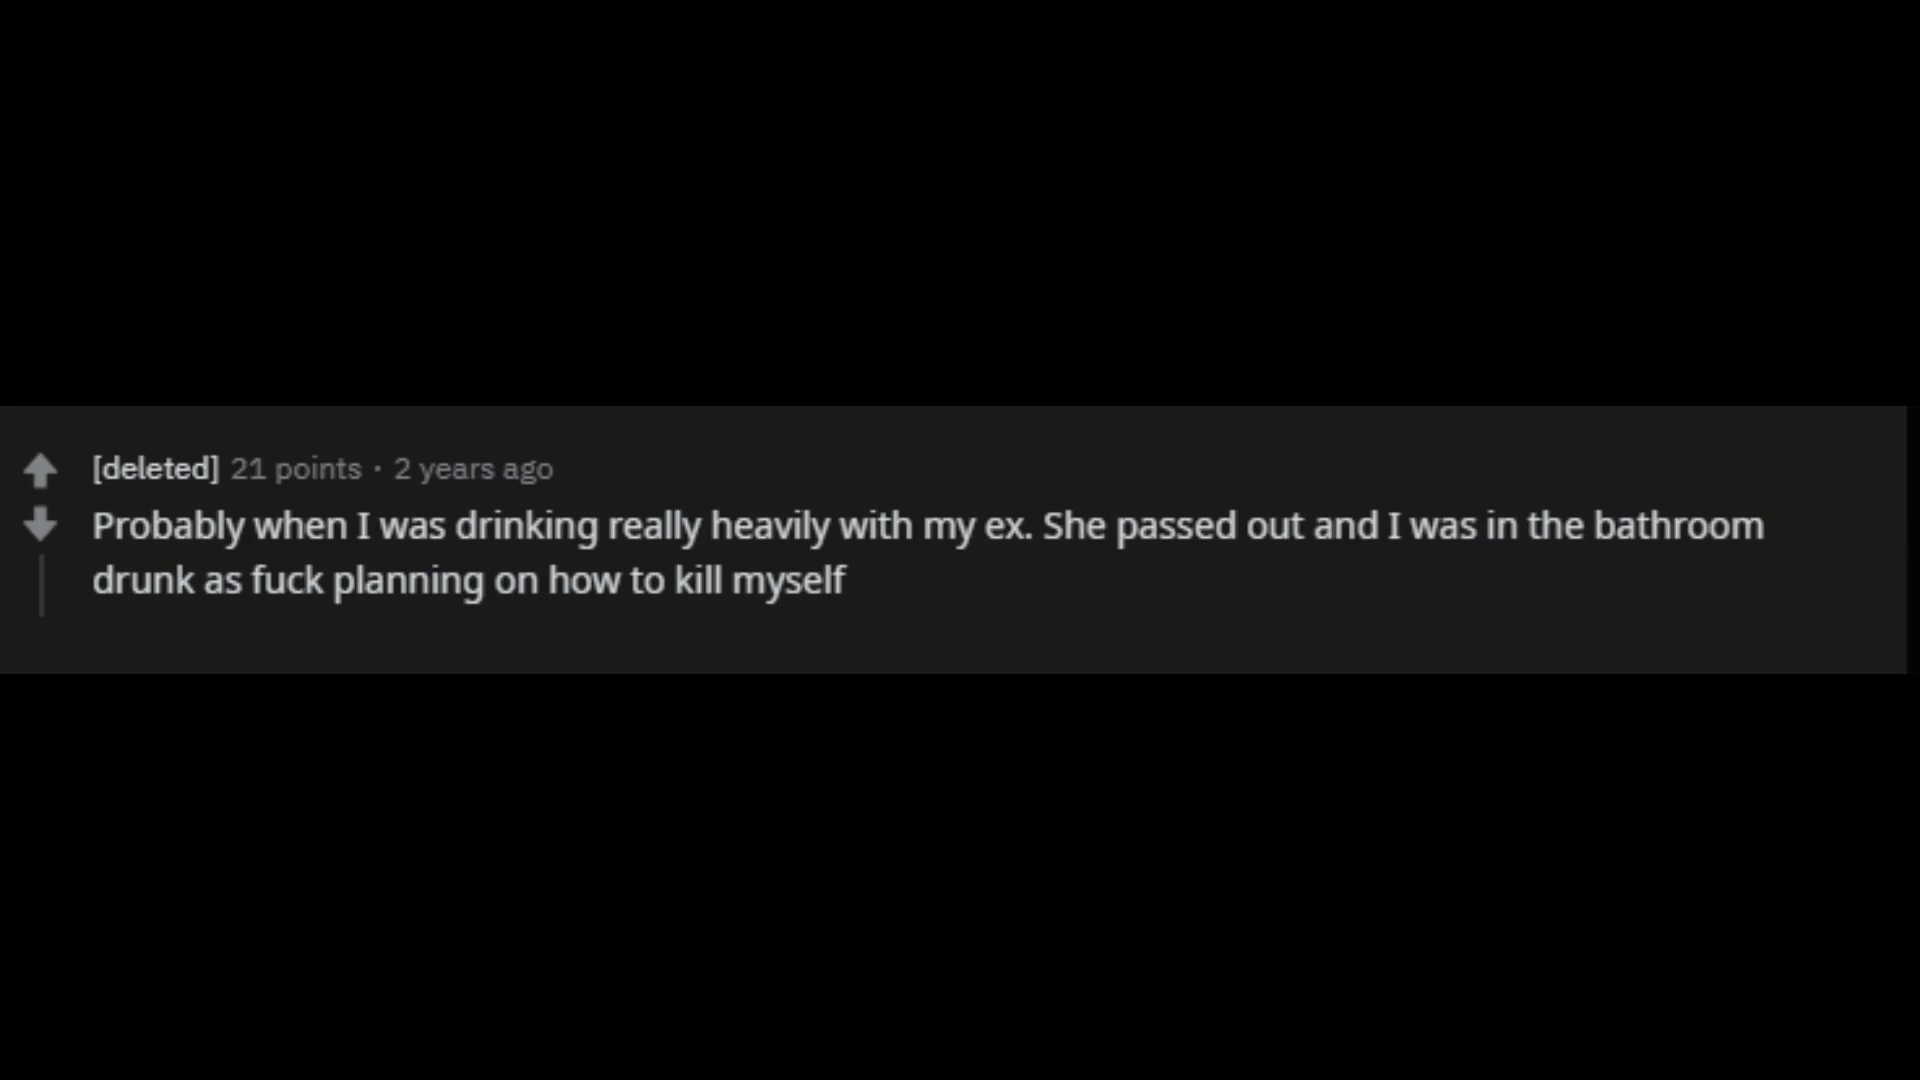 [deleted] 21 points · 2 years ago
Probably when I was drinking really heavily with my ex. She passed out and I was in the bathroom
drunk as fuck planning on how to kill myself